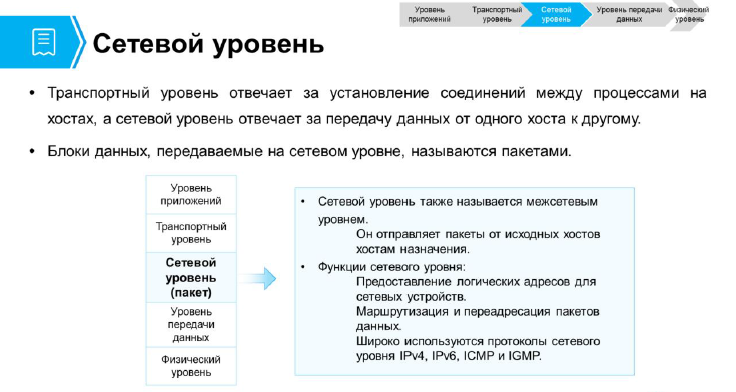 Уровень приложений
Транспортный уровень
Сетевой уровень
Уровень передачи данных
Физический уровень
Сетевой уровень
• Транспортный уровень отвечает за установление соединений между процессами на
хостах, а сетевой уровень отвечает за передачу данных от одного хоста к другому.
• Блоки данных, передаваемые на сетевом уровне, называются пакетами.
Уровень
приложений
Транспортный
уровень
Сетевой
уровень
(пакет)
Уровень
передачи
данных
Физический
уровень
• Сетевой уровень также называется межсетевым
уровнем.
Он отправляет пакеты от исходных хостов
хостам назначения.
• Функции сетевого уровня:
Предоставление логических адресов для
сетевых устройств.
Маршрутизация и переадресация пакетов
данных.
Широко используются протоколы сетевого
уровня IPv4, IPv6, ICMP и IGMP.